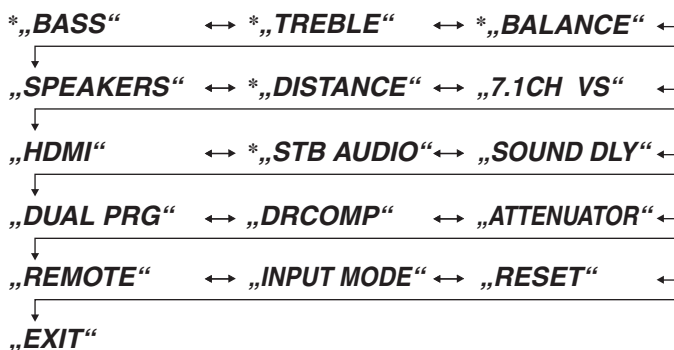 *„BASS“ ↔ *„TREBLE“ ↔ *„BALANCE“
„SPEAKERS“ ↔ *„DISTANCE“ ↔ „7.1CH VS“
„HDMI“ ↔ *„STB AUDIO“ ↔ „SOUND DLY“
„DUAL PRG“ ↔ „DRCOMP“ ↔ „ATTENUATOR“
„REMOTE“ ↔ „INPUT MODE“ ↔ „RESET“
„EXIT“